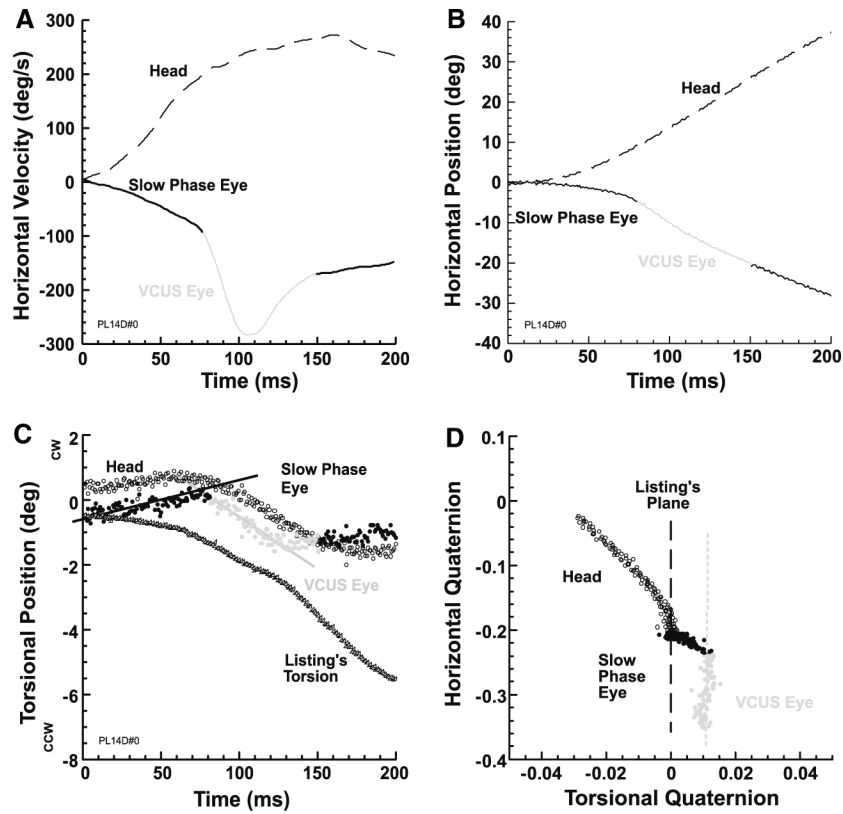 A
300
200
100
0
-100
-200
-300
Horizontal Velocity (deg/s)
Head
Slow Phase Eye
VCUS Eye
PL14D#0
0 50 100 150 200
Time (ms)
B
40
30
20
10
0
-10
-20
-30
-40
Horizontal Position (deg)
Head
Slow Phase Eye
VCUS Eye
PL14D#0
0 50 100 150 200
Time (ms)
C
CW
2
0
-2
-4
-6
-8
CCW
Torsional Position (deg)
Head
Slow Phase
Eye
VCUS Eye
Listing's
Torsion
PL14D#0
0 50 100 150 200
Time (ms)
D
0.1
0
-0.1
-0.2
-0.3
-0.4
Horizontal Quaternion
Listing's
Plane
Head
Slow
Phase
Eye
VCUS Eye
-0.04 -0.02 0 0.02 0.04
Torsional Quaternion